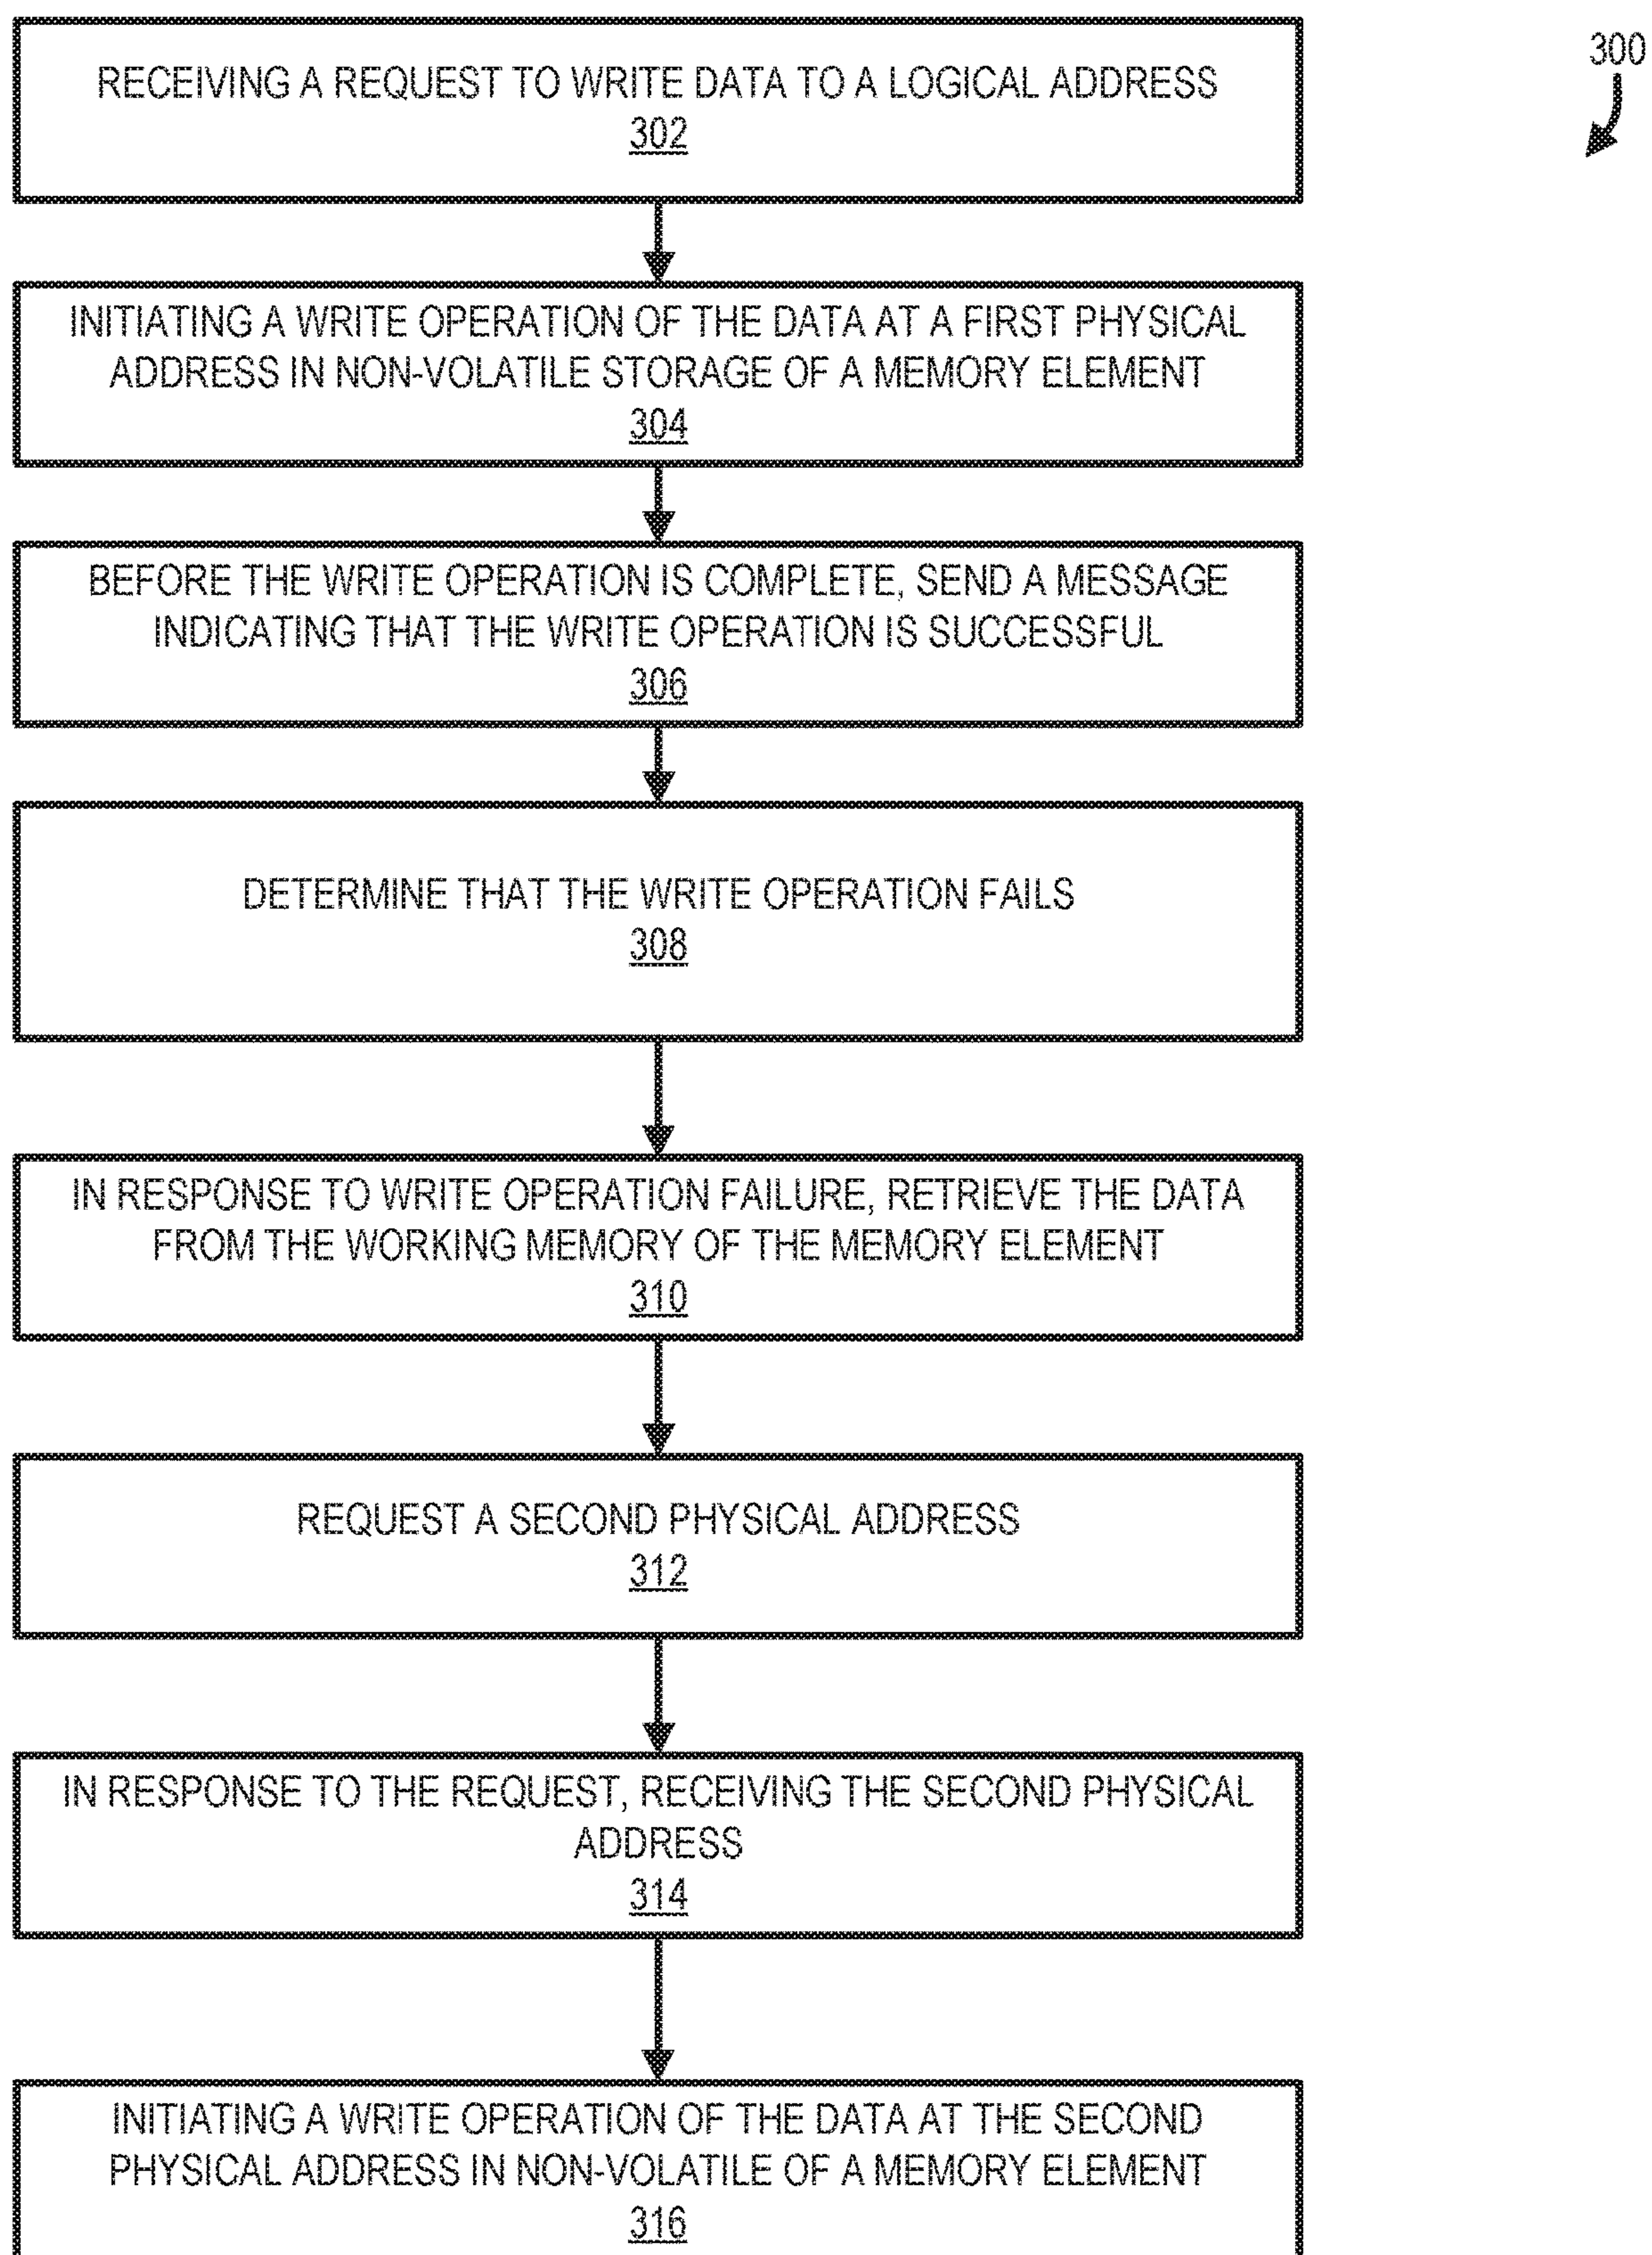 300
RECEIVING A REQUEST TO WRITE DATA TO A LOGICAL ADDRESS
302
INITIATING A WRITE OPERATION OF THE DATA AT A FIRST PHYSICAL
ADDRESS IN NON-VOLATILE STORAGE OF A MEMORY ELEMENT
304
BEFORE THE WRITE OPERATION IS COMPLETE, SEND A MESSAGE
INDICATING THAT THE WRITE OPERATION IS SUCCESSFUL
306
DETERMINE THAT THE WRITE OPERATION FAILS
308
IN RESPONSE TO WRITE OPERATION FAILURE, RETRIEVE THE DATA
FROM THE WORKING MEMORY OF THE MEMORY ELEMENT
310
REQUEST A SECOND PHYSICAL ADDRESS
312
IN RESPONSE TO THE REQUEST, RECEIVING THE SECOND PHYSICAL
ADDRESS
314
INITIATING A WRITE OPERATION OF THE DATA AT THE SECOND
PHYSICAL ADDRESS IN NON-VOLATILE OF A MEMORY ELEMENT
316